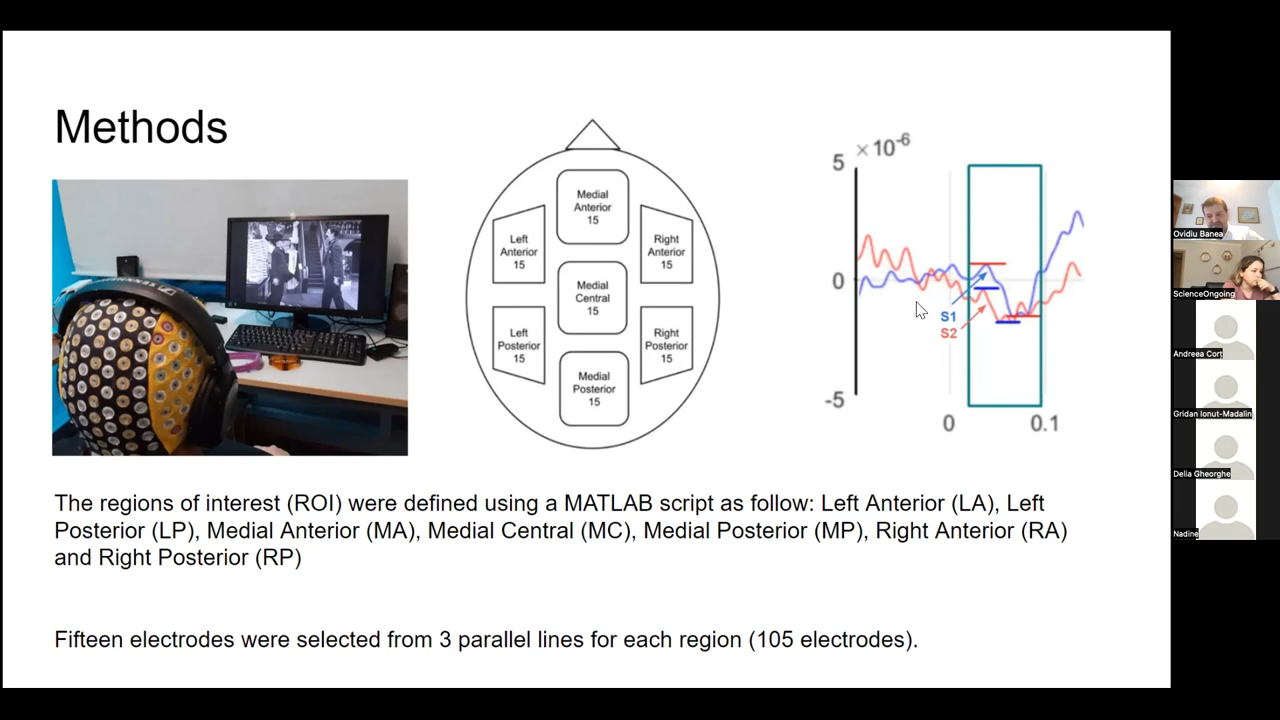 Methods
Medial
Anterior
15
Left
Anterior
15
Right
Anterior
15
Medial
Central
15
Left
Posterior
15
Right
Posterior
15
Medial
Posterior
15
5 ×10-6
0
-5
S1
S2
0 0.1
The regions of interest (ROI) were defined using a MATLAB script as follow: Left Anterior (LA), Left
Posterior (LP), Medial Anterior (MA), Medial Central (MC), Medial Posterior (MP), Right Anterior (RA)
and Right Posterior (RP)
Fifteen electrodes were selected from 3 parallel lines for each region (105 electrodes).
Ovidiu Banea
ScienceOngoing
Andreea Corț
Gridan Ionut-Madalin
Delia Gheorghe
Nadine